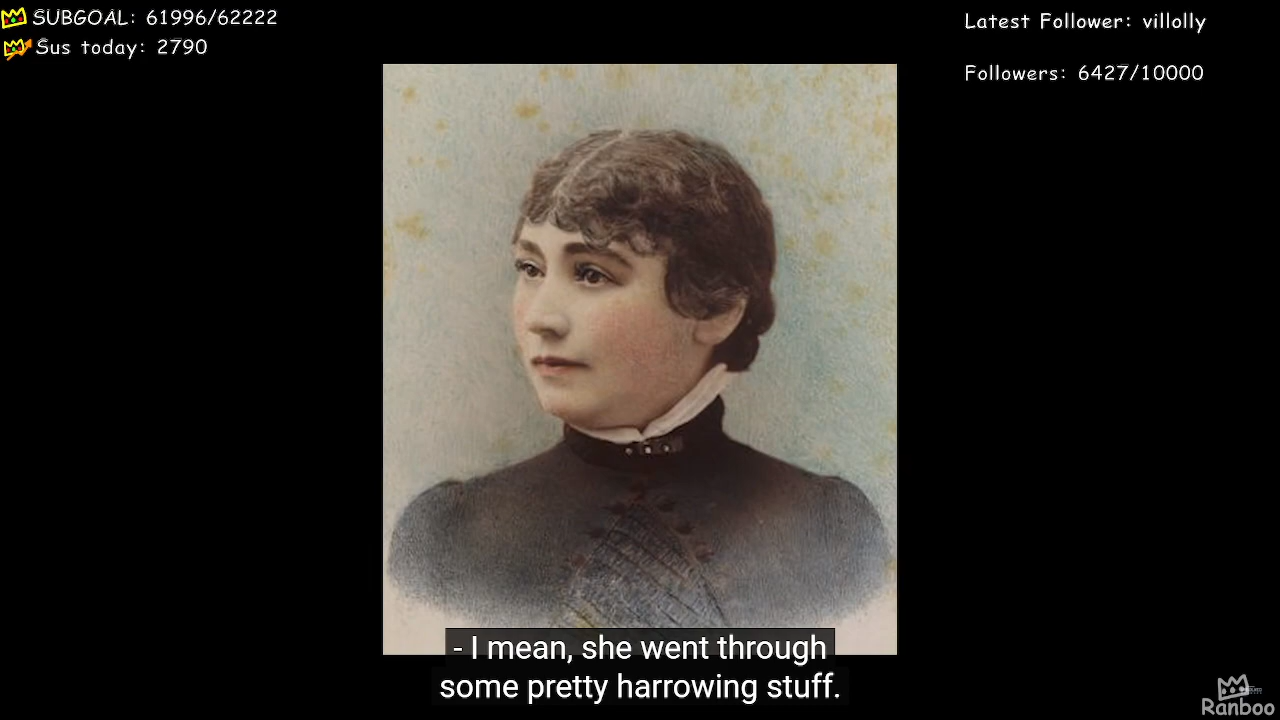 SUBGOAL: 61996/62222
Sus today: 2790
Latest Follower: villolly
Followers: 6427/10000
- I mean, she went through
some pretty harrowing stuff.
Ranboo